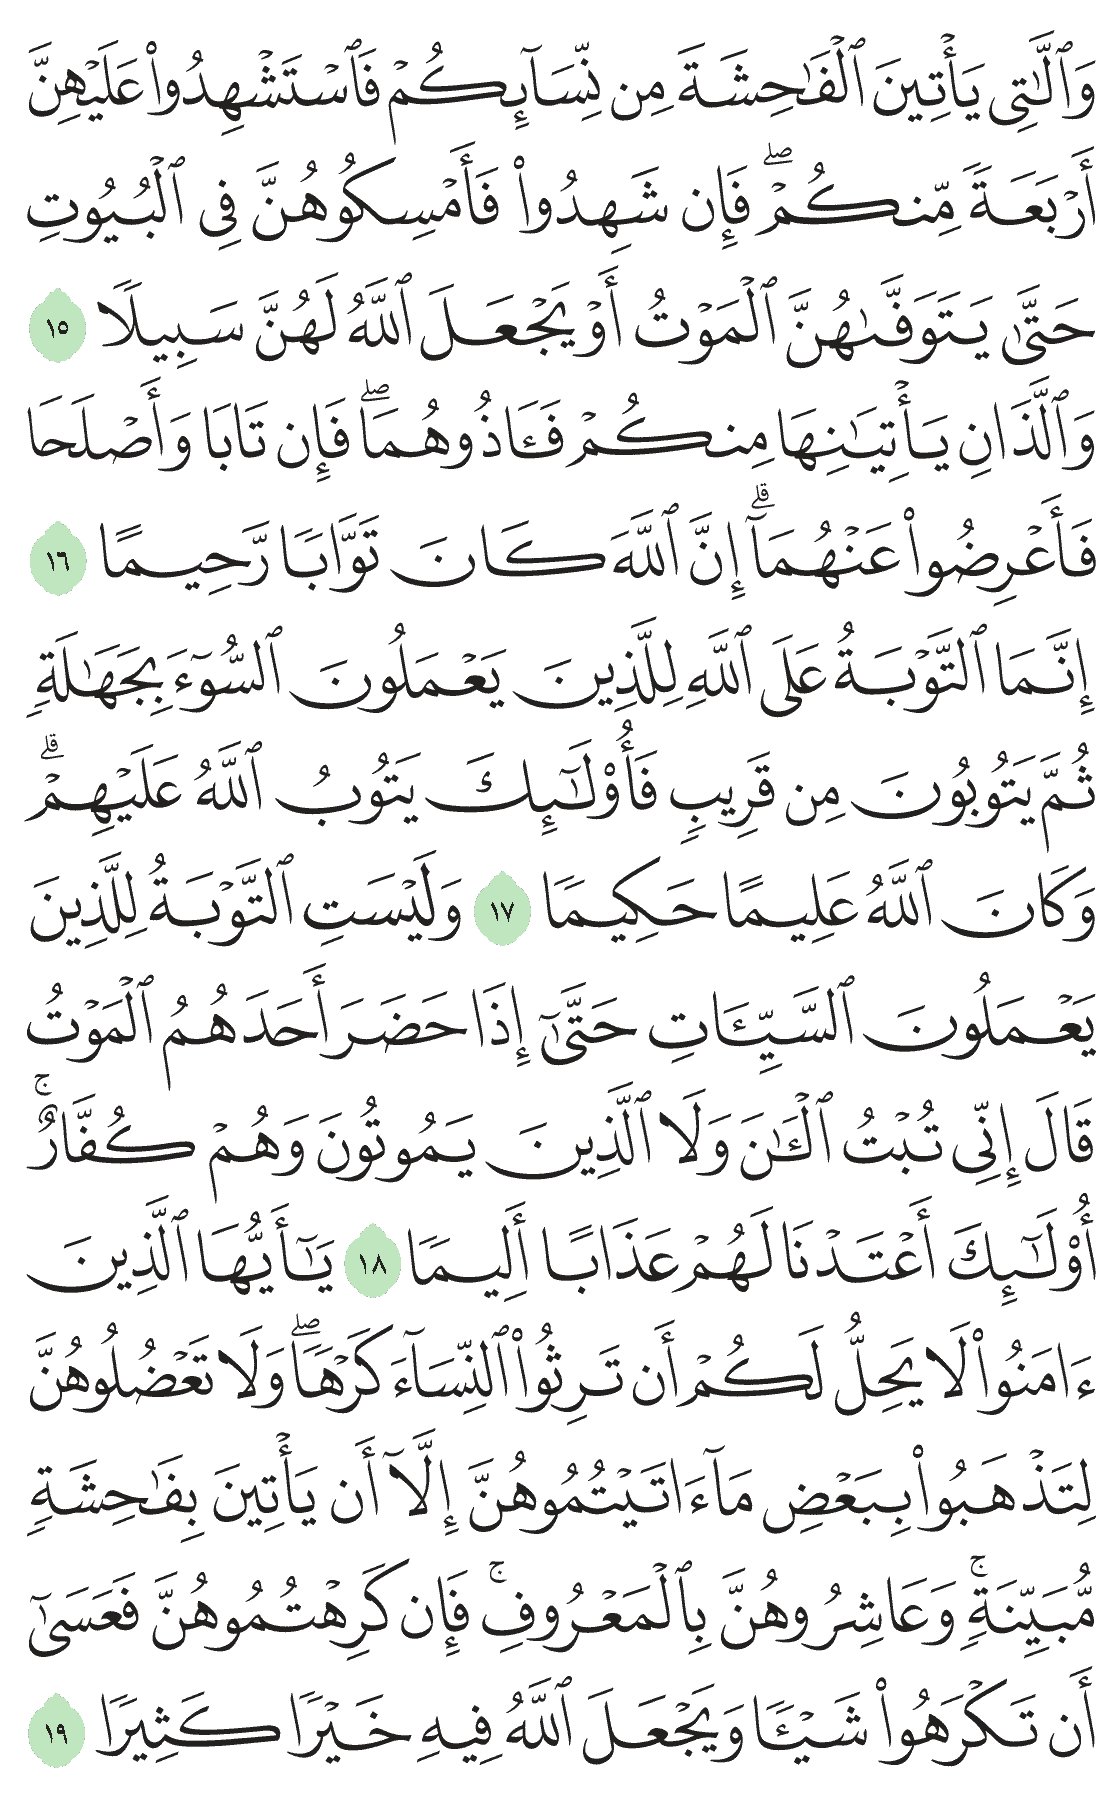 وَٱلَّٰتِى يَأۡتِينَ ٱلۡفَٰحِشَةَ مِن نِّسَآئِكُمۡ فَٱسۡتَشۡهِدُواْ عَلَيۡهِنَّ
أَرۡبَعَةٗ مِّنكُمۡۖ فَإِن شَهِدُواْ فَأَمۡسِكُوهُنَّ فِى ٱلۡبُيُوتِ
حَتَّىٰ يَتَوَفَّىٰهُنَّ ٱلۡمَوۡتُ أَوۡ يَجۡعَلَ ٱللَّهُ لَهُنَّ سَبِيلٗا ١٥
وَٱلَّذَانِ يَأۡتِيَٰنِهَا مِنكُمۡ فَـَٔاذُوهُمَاۖ فَإِن تَابَا وَأَصۡلَحَا
فَأَعۡرِضُواْ عَنۡهُمَآۗ إِنَّ ٱللَّهَ كَانَ تَوَّابٗا رَّحِيمًا ١٦
إِنَّمَا ٱلتَّوۡبَةُ عَلَى ٱللَّهِ لِلَّذِينَ يَعۡمَلُونَ ٱلسُّوٓءَ بِجَهَٰلَةٖ
ثُمَّ يَتُوبُونَ مِن قَرِيبٖ فَأُوْلَٰٓئِكَ يَتُوبُ ٱللَّهُ عَلَيۡهِمۡۗ
وَكَانَ ٱللَّهُ عَلِيمًا حَكِيمٗا ١٧ وَلَيۡسَتِ ٱلتَّوۡبَةُ لِلَّذِينَ
يَعۡمَلُونَ ٱلسَّيِّـَٔاتِ حَتَّىٰٓ إِذَا حَضَرَ أَحَدَهُمُ ٱلۡمَوۡتُ
قَالَ إِنِّى تُبۡتُ ٱلۡـَٰٔنَ وَلَا ٱلَّذِينَ يَمُوتُونَ وَهُمۡ كُفَّارٌۚ
أُوْلَٰٓئِكَ أَعۡتَدۡنَا لَهُمۡ عَذَابًا أَلِيمٗا ١٨ يَٰٓأَيُّهَا ٱلَّذِينَ
ءَامَنُواْ لَا يَحِلُّ لَكُمۡ أَن تَرِثُواْ ٱلنِّسَآءَ كَرۡهٗاۖ وَلَا تَعۡضُلُوهُنَّ
لِتَذۡهَبُواْ بِبَعۡضِ مَآ ءَاتَيۡتُمُوهُنَّ إِلَّآ أَن يَأۡتِينَ بِفَٰحِشَةٖ
مُّبَيِّنَةٖۚ وَعَاشِرُوهُنَّ بِٱلۡمَعۡرُوفِۚ فَإِن كَرِهۡتُمُوهُنَّ فَعَسَىٰٓ
أَن تَكۡرَهُواْ شَيۡـٔٗا وَيَجۡعَلَ ٱللَّهُ فِيهِ خَيۡرٗا كَثِيرٗا ١٩